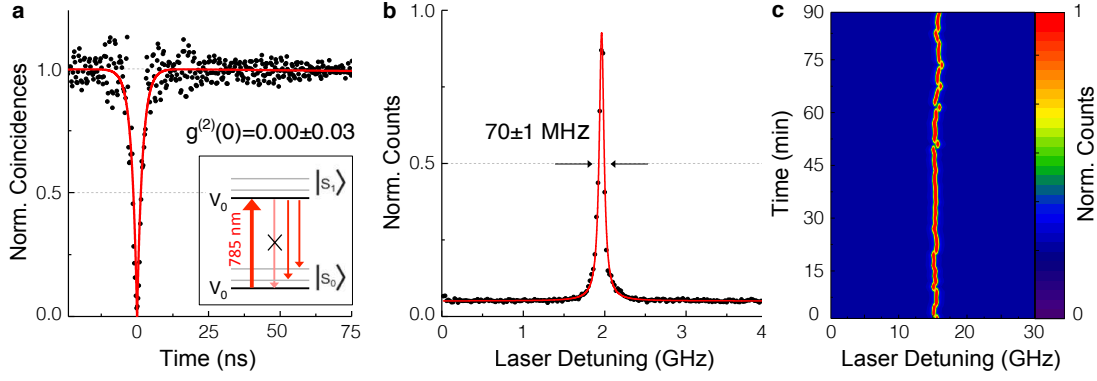 a
Norm. Coincidences
1.0
0.5
0.0
0
25
50
75
Time (ns)
g(2)(0)=0.00±0.03
|S1⟩
V0
785 nm
|S0⟩
V0
b
Norm. Counts
1.0
0.5
0.0
70±1 MHz
0
1
2
3
4
Laser Detuning (GHz)
c
Time (min)
90
75
60
45
30
15
0
0
10
20
30
Laser Detuning (GHz)
1
0
Norm. Counts